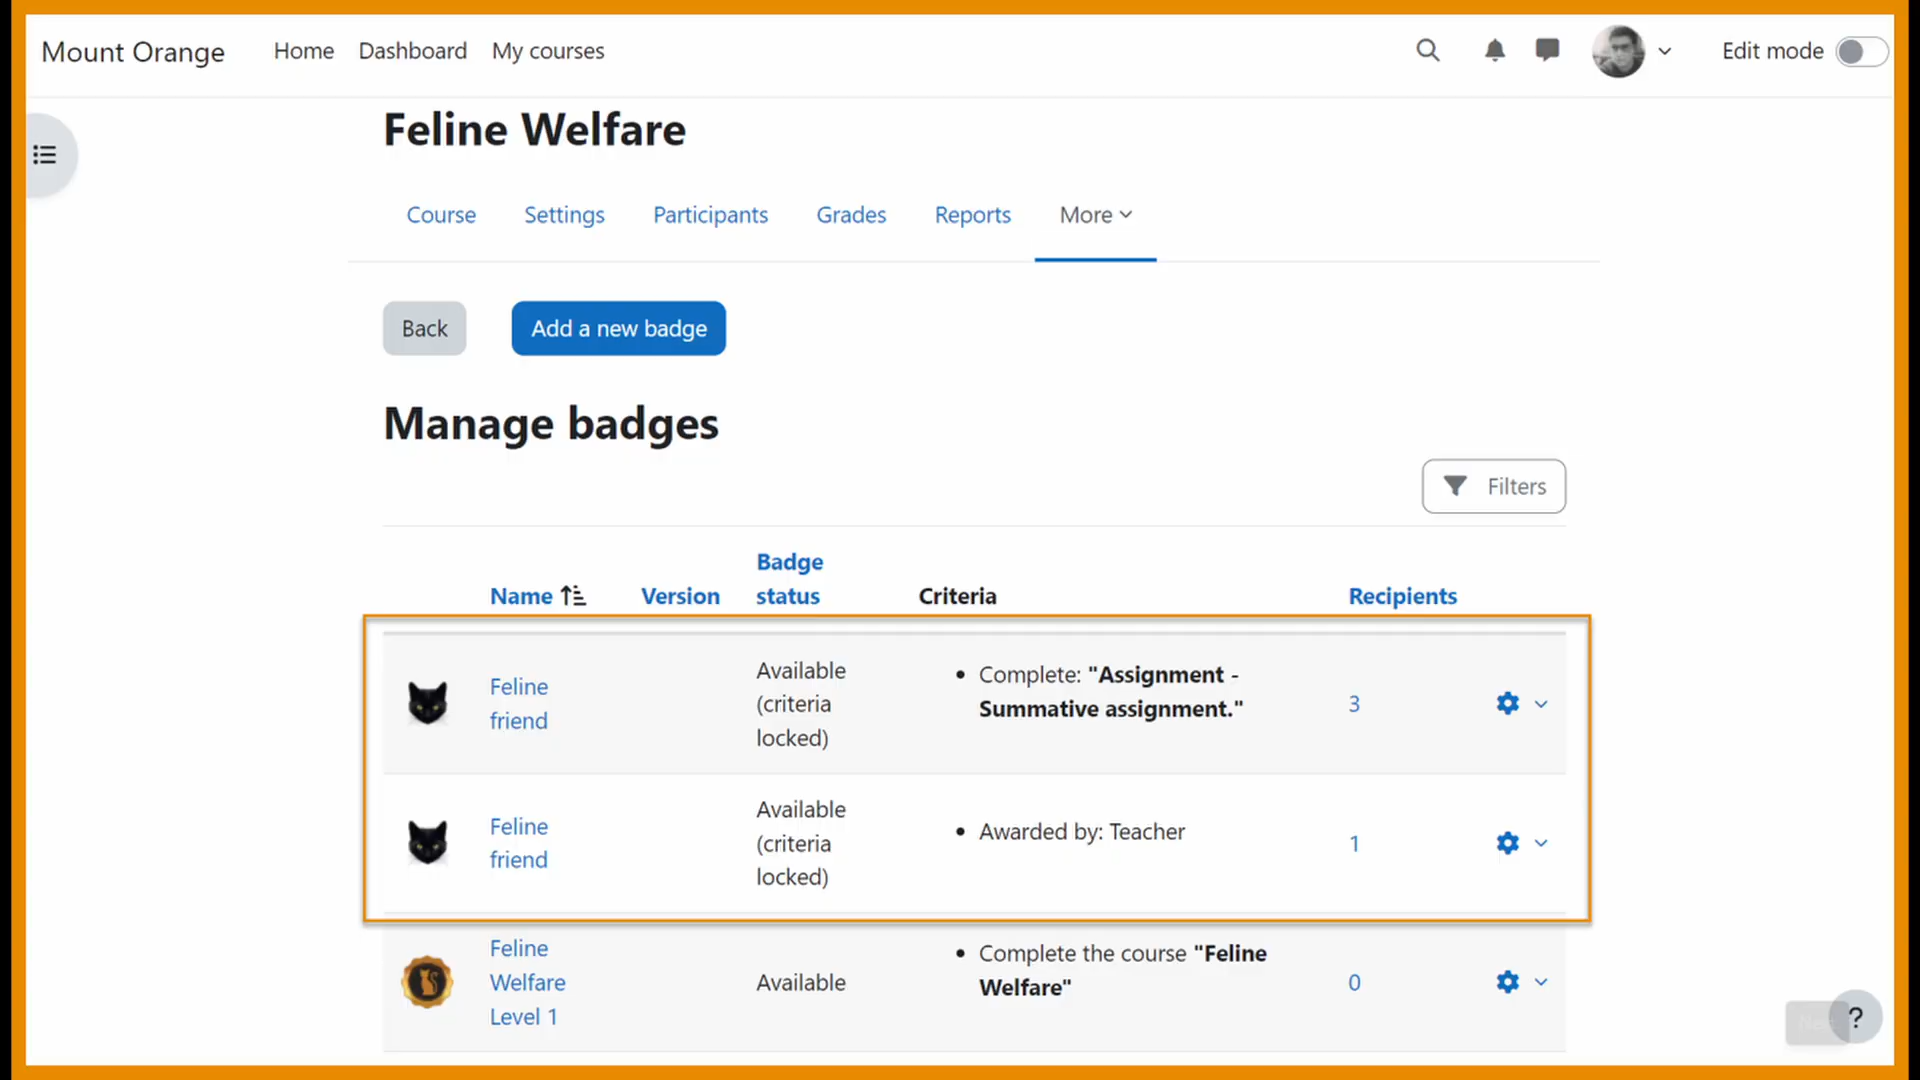 Mount Orange
Home
Dashboard
My courses
Edit mode
Feline Welfare
Course
Settings
Participants
Grades
Reports
More
Back
Add a new badge
Manage badges
Filters
Name
Version
Badge
status
Criteria
Recipients
Feline
friend
Available
(criteria
locked)
• Complete: "Assignment -
Summative assignment."
3
Feline
friend
Available
(criteria
locked)
• Awarded by: Teacher
1
Feline
Welfare
Level 1
Available
• Complete the course "Feline
Welfare"
0
?